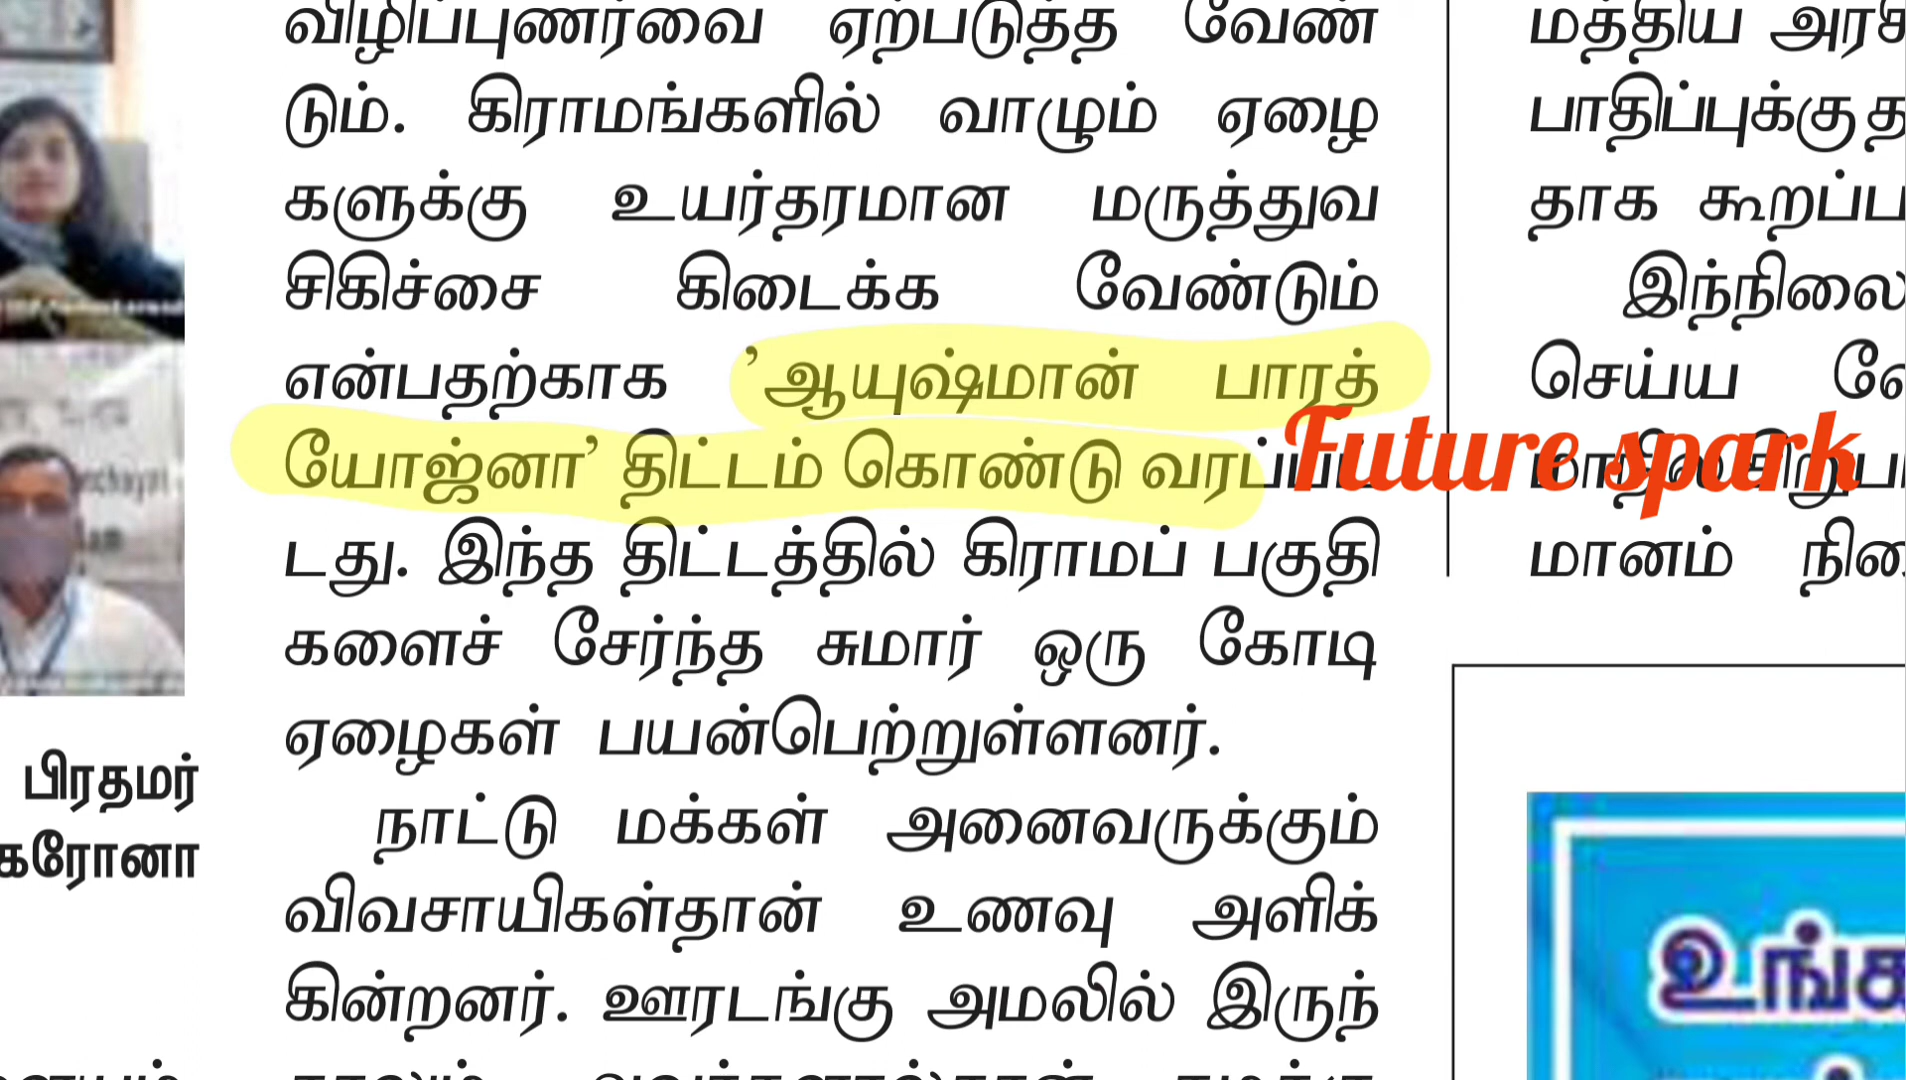 விழிப்புணர்வை ஏற்படுத்த வேண்
டும். கிராமங்களில் வாழும் ஏழை
களுக்கு உயர்தரமான மருத்துவ
சிகிச்சை கிடைக்க வேண்டும்
என்பதற்காக 'ஆயுஷ்மான் பாரத்
யோஜ்னா' திட்டம் கொண்டு வரப்பட்
டது. இந்த திட்டத்தில் கிராமப் பகுதி
களைச் சேர்ந்த சுமார் ஒரு கோடி
ஏழைகள் பயன்பெற்றுள்ளனர்.
நாட்டு மக்கள் அனைவருக்கும்
விவசாயிகள்தான் உணவு அளிக்
கின்றனர். ஊரடங்கு அமலில் இருந்
பிரதமர்
கரோனா
Future spark
மத்திய
பாதிப்புக்கு
தாக கூறப்ப
இந்நிலை
செய்ய
மானம்